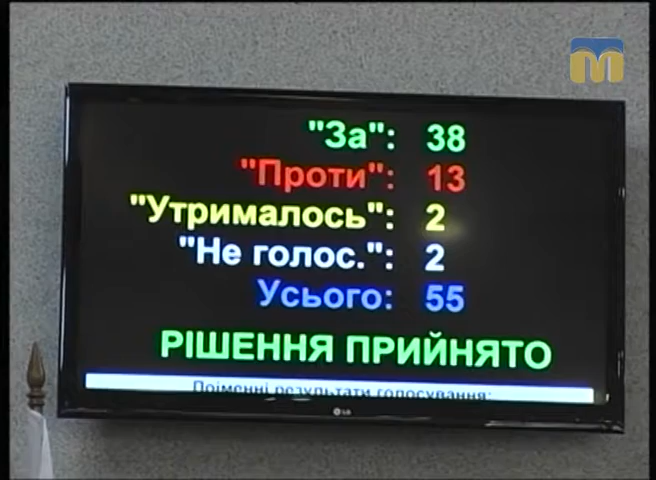 "За": 38
"Проти": 13
"Утрималось": 2
"Не голос.": 2
Усього: 55
РІШЕННЯ ПРИЙНЯТО
Поіменні результати голосування:
LG